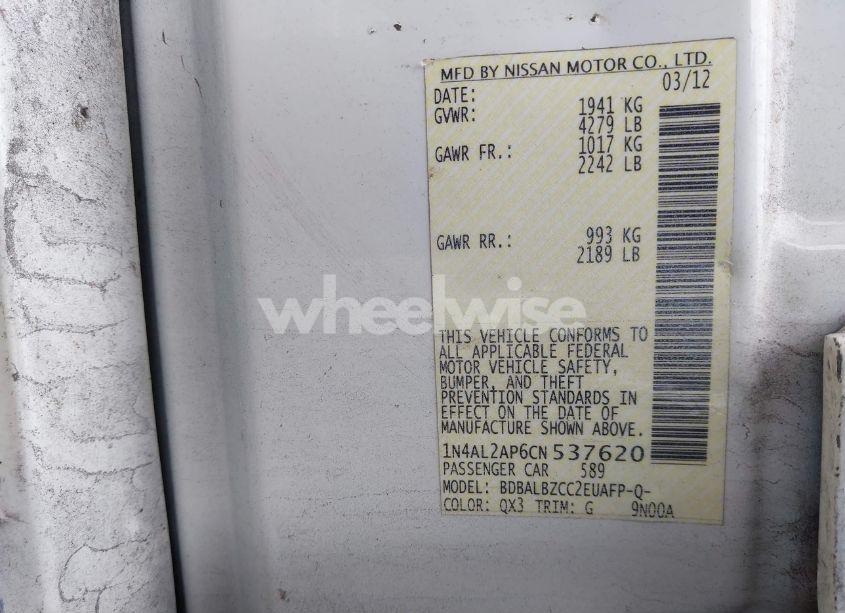 MFD BY NISSAN MOTOR CO., LTD.
DATE: 03/12
GVWR: 1941 KG
4279 LB
GAWR FR.: 1017 KG
2242 LB
GAWR RR.: 993 KG
2189 LB
wheelwise
THIS VEHICLE CONFORMS TO
ALL APPLICABLE FEDERAL
MOTOR VEHICLE SAFETY,
BUMPER, AND THEFT
PREVENTION STANDARDS IN
EFFECT ON THE DATE OF
MANUFACTURE SHOWN ABOVE.
1N4AL2AP6CN 537620
PASSENGER CAR 589
MODEL: BDBALBZCC2EUAFP-Q-
COLOR: QX3 TRIM: G 9N00A